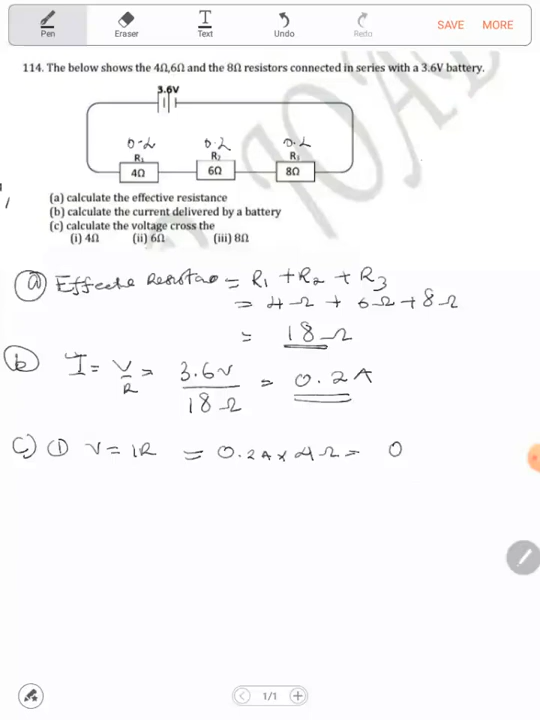 Pen Eraser Text Undo Redo SAVE MORE
114. The below shows the 4Ω,6Ω and the 8Ω resistors connected in series with a 3.6V battery.
3.6V
0.2 0.2 0.2
R₁ R₂ R₃
4Ω 6Ω 8Ω
(a) calculate the effective resistance
(b) calculate the current delivered by a battery
(c) calculate the voltage cross the
(i) 4Ω (ii) 6Ω (iii) 8Ω
(a) Effective Resistance = R₁ + R₂ + R₃
= 4Ω + 6Ω + 8Ω
= 18Ω
(b) I = V/R = 3.6V/18Ω = 0.2A
C) (1) V = IR = 0.2A × 4Ω = 0
1/1